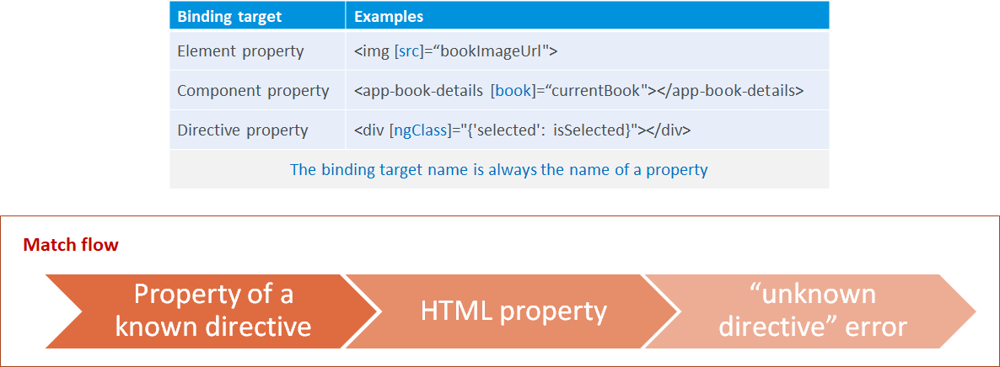 Binding target Examples
Element property <img [src]=“bookImageUrl">
Component property <app-book-details [book]=“currentBook"></app-book-details>
Directive property <div [ngClass]="{'selected': isSelected}"></div>
The binding target name is always the name of a property
Match flow
Property of a
known directive
HTML property
“unknown
directive” error